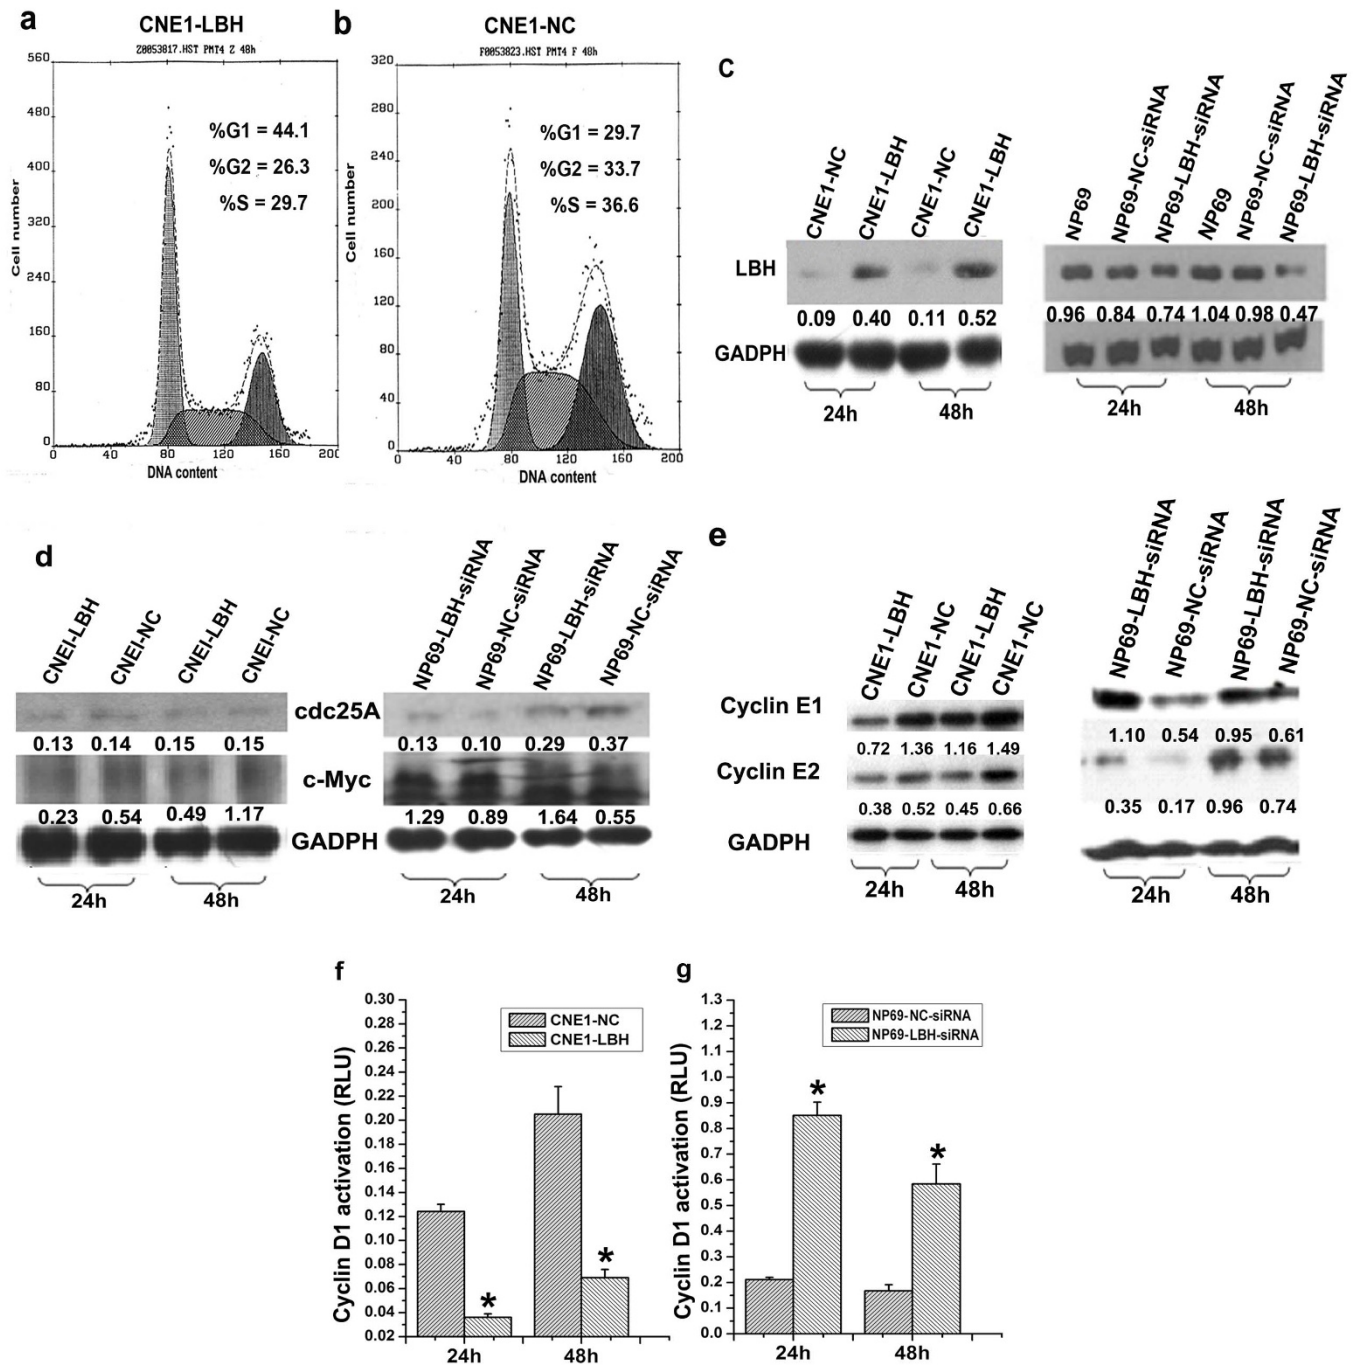 a
CNE1-LBH
Z0053817.HST PMT4 Z 48h
560
480
400
320
240
160
80
0
Cell number
%G1 = 44.1
%G2 = 26.3
%S = 29.7
0 40 80 120 160 200
DNA content
b
CNE1-NC
F0053823.HST PMT4 F 48h
320
280
240
200
160
120
80
40
0
Cell number
%G1 = 29.7
%G2 = 33.7
%S = 36.6
0 40 80 120 160 200
DNA content
c
CNE1-NC CNE1-LBH CNE1-NC CNE1-LBH
NP69 NP69-NC-siRNA NP69-LBH-siRNA NP69 NP69-NC-siRNA NP69-LBH-siRNA
LBH
0.09 0.40 0.11 0.52
0.96 0.84 0.74 1.04 0.98 0.47
GADPH
24h 48h
24h 48h
d
CNEI-LBH CNEI-NC CNEI-LBH CNEI-NC
NP69-LBH-siRNA NP69-NC-siRNA NP69-LBH-siRNA NP69-NC-siRNA
cdc25A
0.13 0.14 0.15 0.15
0.13 0.10 0.29 0.37
c-Myc
0.23 0.54 0.49 1.17
1.29 0.89 1.64 0.55
GADPH
24h 48h
24h 48h
e
CNE1-LBH CNE1-NC CNE1-LBH CNE1-NC
NP69-LBH-siRNA NP69-NC-siRNA NP69-LBH-siRNA NP69-NC-siRNA
Cyclin E1
0.72 1.36 1.16 1.49
1.10 0.54 0.95 0.61
Cyclin E2
0.38 0.52 0.45 0.66
0.35 0.17 0.96 0.74
GADPH
24h 48h
24h 48h
f
0.30
0.28
0.26
0.24
0.22
0.20
0.18
0.16
0.14
0.12
0.10
0.08
0.06
0.04
0.02
Cyclin D1 activation (RLU)
CNE1-NC
CNE1-LBH
*
*
24h 48h
g
1.3
1.2
1.1
1.0
0.9
0.8
0.7
0.6
0.5
0.4
0.3
0.2
0.1
0.0
Cyclin D1 activation (RLU)
NP69-NC-siRNA
NP69-LBH-siRNA
*
*
24h 48h